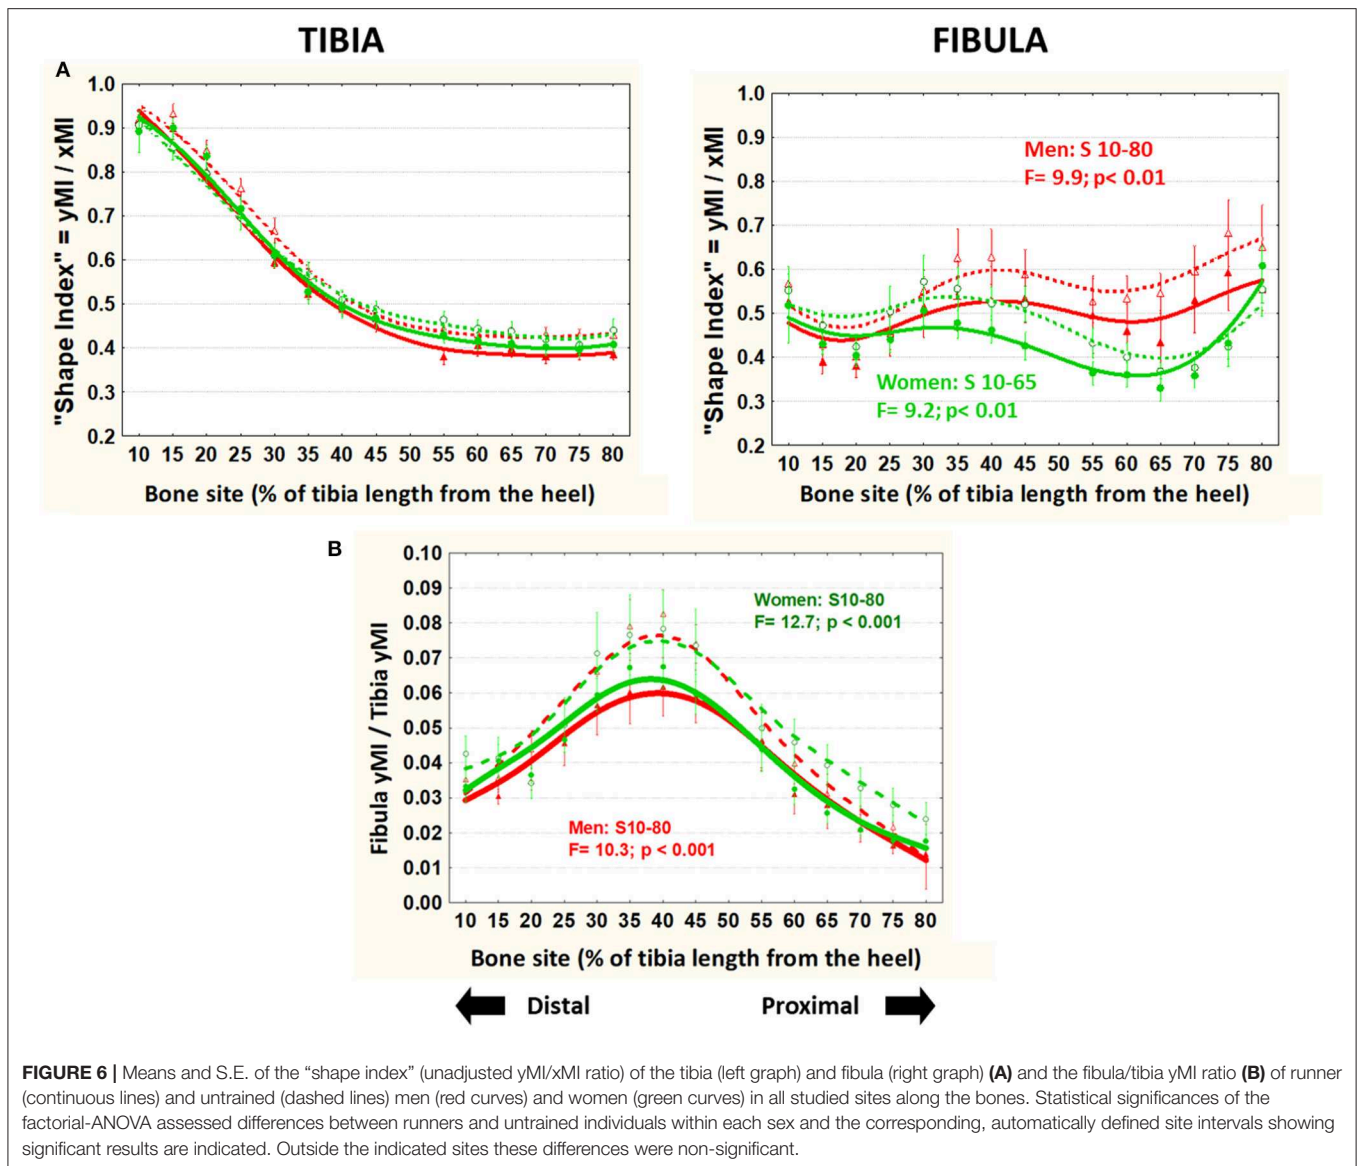 TIBIA
FIBULA
A
1.0
0.9
0.8
0.7
0.6
0.5
0.4
0.3
0.2
"Shape Index" = yMI / xMI
10 15 20 25 30 35 40 45 55 60 65 70 75 80
Bone site (% of tibia length from the heel)
1.0
0.9
0.8
0.7
0.6
0.5
0.4
0.3
0.2
"Shape Index" = yMI / xMI
Men: S 10-80
F= 9.9; p< 0.01
Women: S 10-65
F= 9.2; p< 0.01
10 15 20 25 30 35 40 45 55 60 65 70 75 80
Bone site (% of tibia length from the heel)
B
0.10
0.09
0.08
0.07
0.06
0.05
0.04
0.03
0.02
0.01
0.00
Fibula yMI / Tibia yMI
Women: S10-80
F= 12.7; p < 0.001
Men: S10-80
F= 10.3; p < 0.001
10 15 20 25 30 35 40 45 50 55 60 65 70 75 80
Bone site (% of tibia length from the heel)
Distal Proximal
FIGURE 6 | Means and S.E. of the “shape index” (unadjusted yMI/xMI ratio) of the tibia (left graph) and fibula (right graph) (A) and the fibula/tibia yMI ratio (B) of runner
(continuous lines) and untrained (dashed lines) men (red curves) and women (green curves) in all studied sites along the bones. Statistical significances of the
factorial-ANOVA assessed differences between runners and untrained individuals within each sex and the corresponding, automatically defined site intervals showing
significant results are indicated. Outside the indicated sites these differences were non-significant.